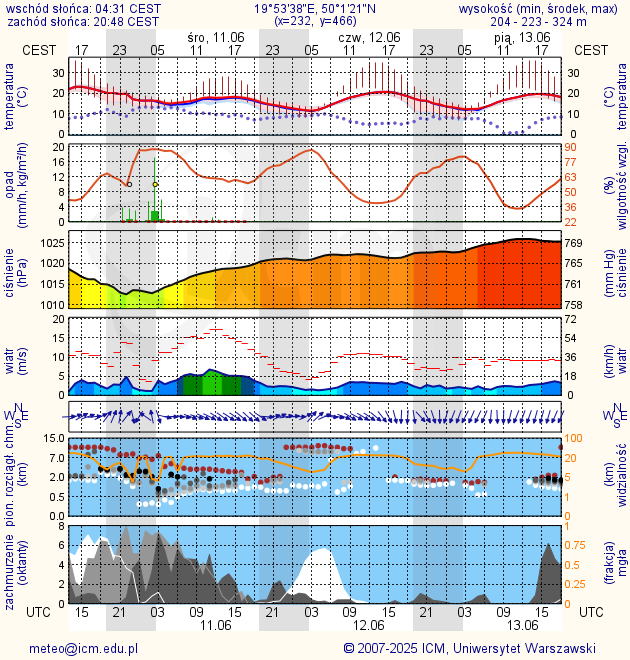 wschód słońca: 04:31 CEST
19°53'38"E, 50°1'21"N
wysokość (min, środek, max)
zachód słońca: 20:48 CEST
(x=232, y=466)
204 - 223 - 324 m
śro, 11.06 czw, 12.06 pią, 13.06
CEST 17 23 05 11 17 23 05 11 17 23 05 11 17 CEST
temperatura (°C)
30 20 10 0
30 20 10 0
temperatura (°C)
opad (mm/h, kg/m²/h)
20 16 12 8 4 0
90 77 63 50 36 22
(%) wilgotność wzgl.
ciśnienie (hPa)
1025 1020 1015 1010
769 765 761 758
(mm Hg) ciśnienie
wiatr (m/s)
20 15 10 5 0
72 54 36 18 0
(km/h) wiatr
N W E S
N W E S
pion. rozciągł. chm. (km)
15.0 7.0 2.0 0.5 0.0
100 20 5 1 0
(km) widzialność
zachmurzenie (oktanty)
8 6 4 2 0
1 0.75 0.5 0.25 0
(frakcja) mgła
UTC 15 21 03 09 15 21 03 09 15 21 03 09 15 UTC
11.06 12.06 13.06
meteo@icm.edu.pl
© 2007-2025 ICM, Uniwersytet Warszawski